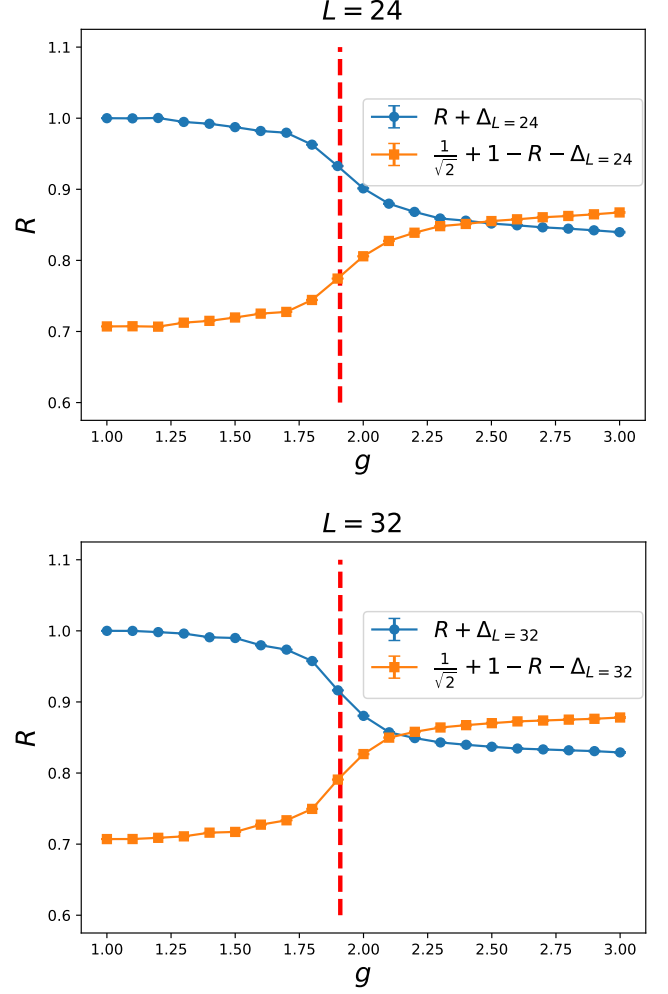 L = 24
1.1
1.0
0.9
0.8
0.7
0.6
R
R + Δ_{L=24}
\frac{1}{\sqrt{2}} + 1 − R − Δ_{L=24}
1.00 1.25 1.50 1.75 2.00 2.25 2.50 2.75 3.00
g
L = 32
1.1
1.0
0.9
0.8
0.7
0.6
R
R + Δ_{L=32}
\frac{1}{\sqrt{2}} + 1 − R − Δ_{L=32}
1.00 1.25 1.50 1.75 2.00 2.25 2.50 2.75 3.00
g